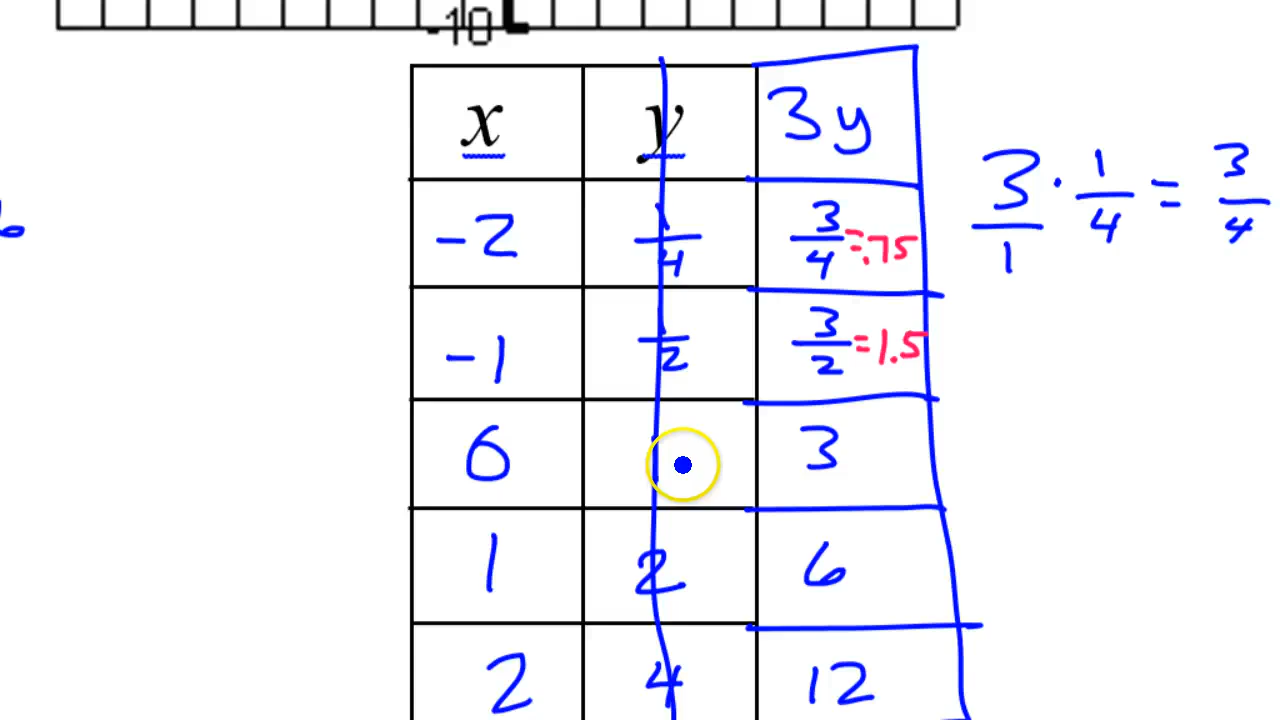 -10
x y 3y
3/1 · 1/4 = 3/4
-2 1/4 3/4 = .75
-1 1/2 3/2 = 1.5
0 3
1 2 6
2 4 12